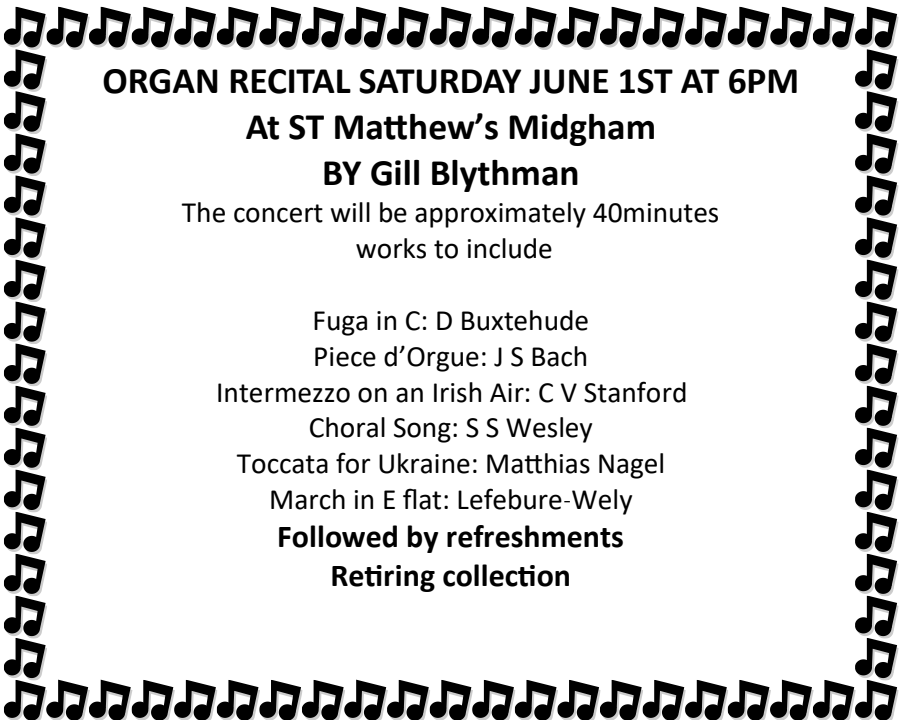 ORGAN RECITAL SATURDAY JUNE 1ST AT 6PM
At ST Matthew's Midgham
BY Gill Blythman
The concert will be approximately 40minutes
works to include
Fuga in C: D Buxtehude
Piece d'Orgue: J S Bach
Intermezzo on an Irish Air: C V Stanford
Choral Song: S S Wesley
Toccata for Ukraine: Matthias Nagel
March in E flat: Lefebure-Wely
Followed by refreshments
Retiring collection